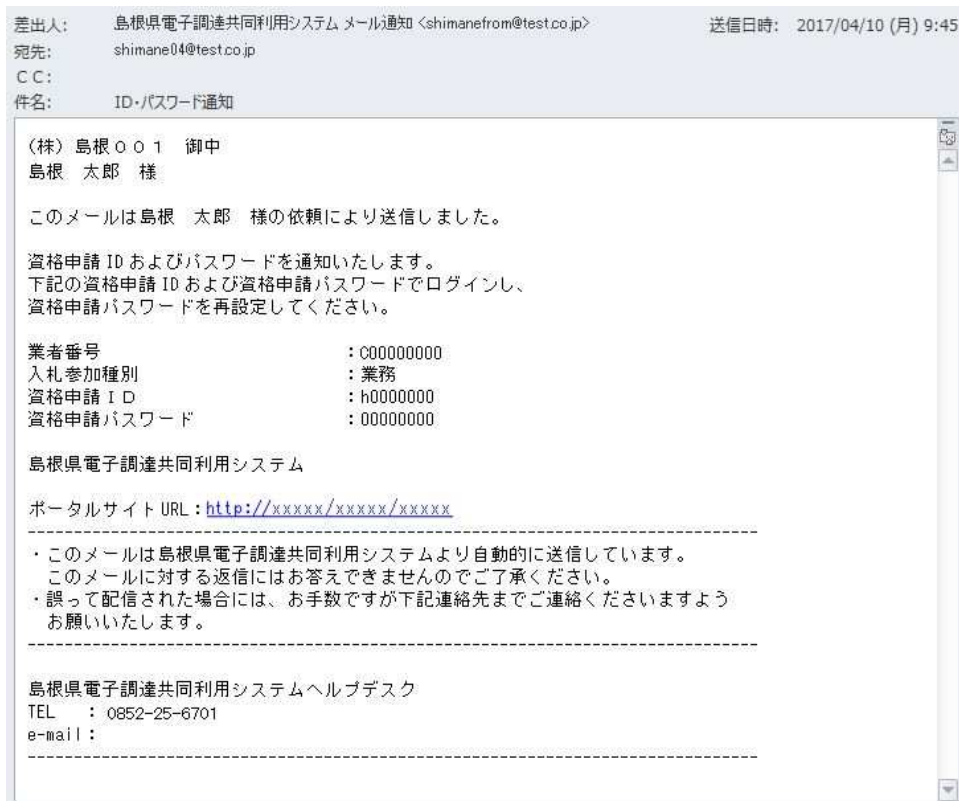 差出人: 島根県電子調達共同利用システム メール通知 <shimanefrom@test.co.jp> 送信日時: 2017/04/10 (月) 9:45
宛先: shimane04@test.co.jp
ＣＣ:
件名: ID・パスワード通知
(株) 島根００１　御中
島根　太郎　様
このメールは島根　太郎　様の依頼により送信しました。
資格申請 ID およびパスワードを通知いたします。
下記の資格申請 ID および資格申請パスワードでログインし、
資格申請パスワードを再設定してください。
業者番号 : C00000000
入札参加種別 : 業務
資格申請ＩＤ : h0000000
資格申請パスワード : 00000000
島根県電子調達共同利用システム
ポータルサイト URL : http://xxxxx/xxxxx/xxxxx
--------------------------------------------------------------------------------
・このメールは島根県電子調達共同利用システムより自動的に送信しています。
このメールに対する返信にはお答えできませんのでご了承ください。
・誤って配信された場合には、お手数ですが下記連絡先までご連絡くださいますよう
お願いいたします。
--------------------------------------------------------------------------------
島根県電子調達共同利用システムヘルプデスク
TEL : 0852-25-6701
e-mail :
--------------------------------------------------------------------------------